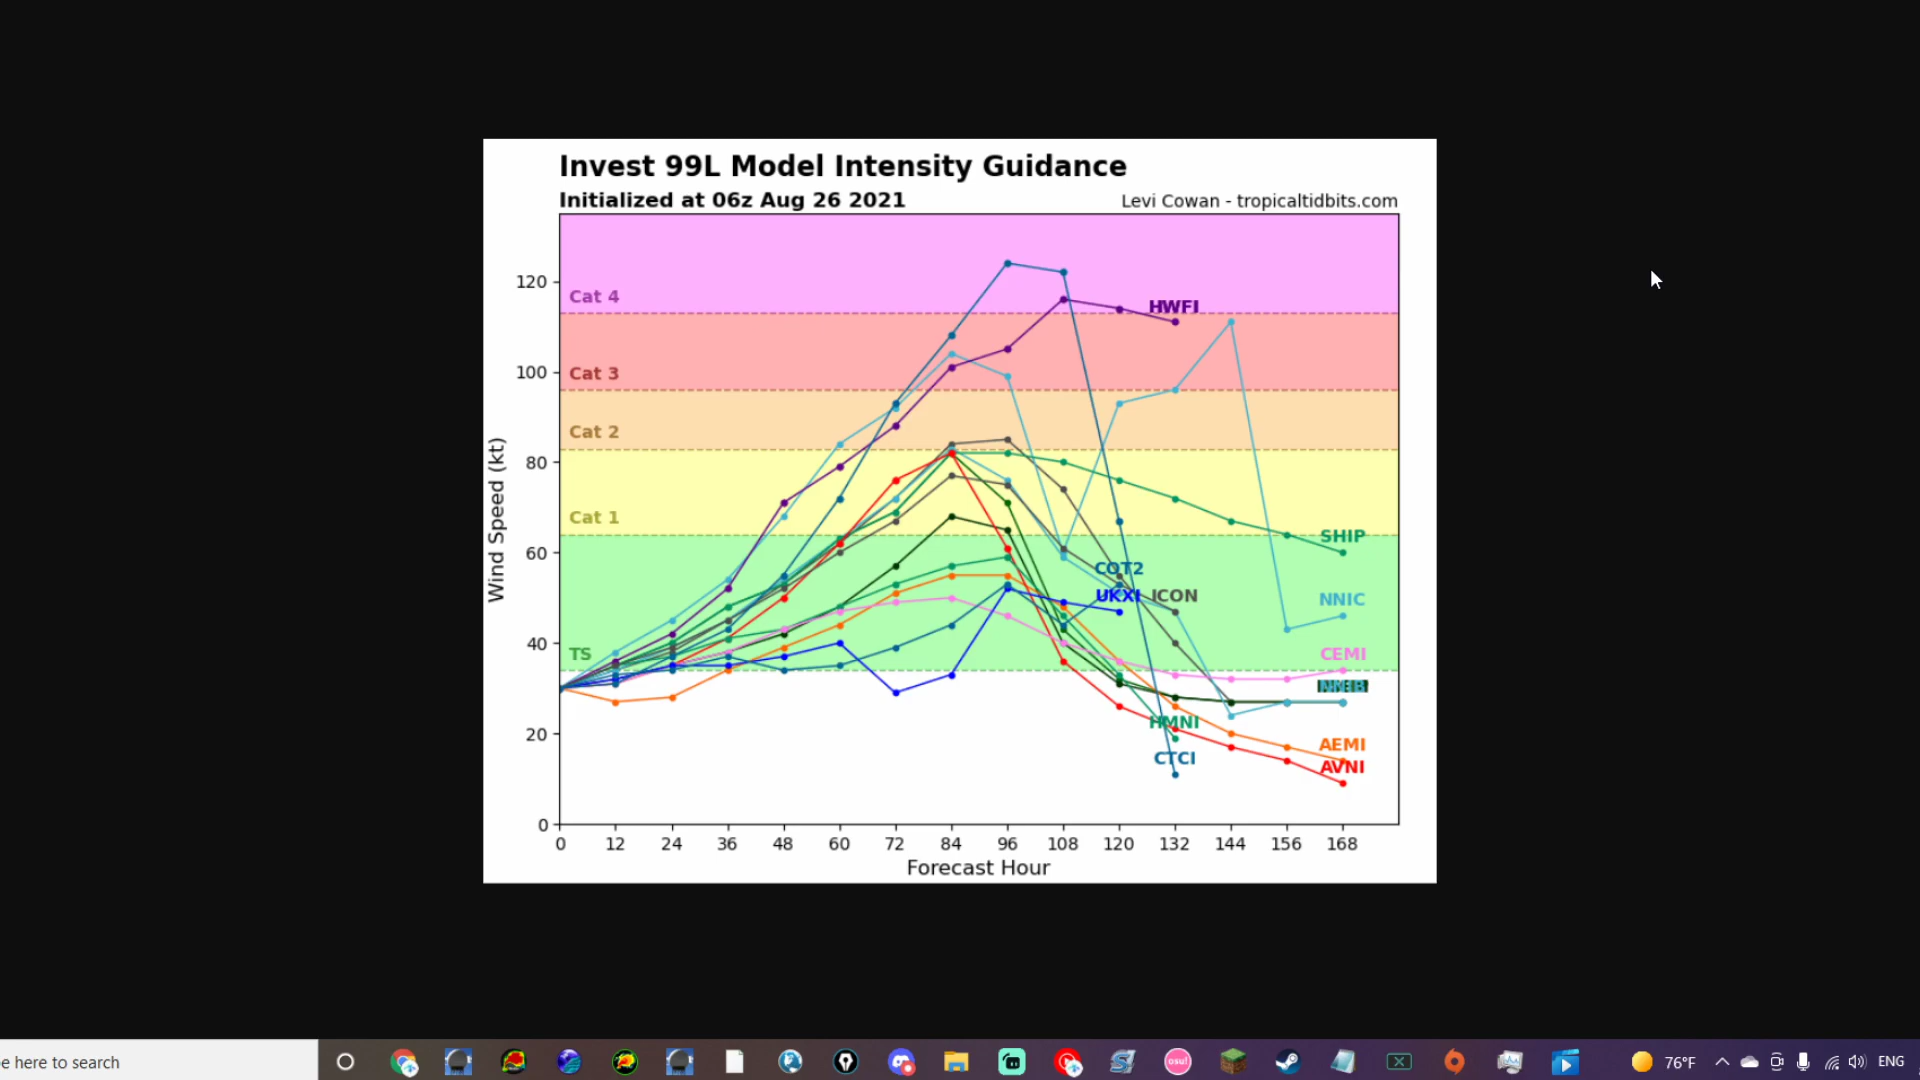 Invest 99L Model Intensity Guidance
Initialized at 06z Aug 26 2021
Levi Cowan - tropicaltidbits.com
120
100
80
60
40
20
0
Wind Speed (kt)
Cat 4
Cat 3
Cat 2
Cat 1
TS
HWFI
SHIP
COT2
UKXI
ICON
NNIC
CEMI
HMNI
AEMI
CTCI
AVNI
0 12 24 36 48 60 72 84 96 108 120 132 144 156 168
Forecast Hour
e here to search
osu!
76°F
ENG